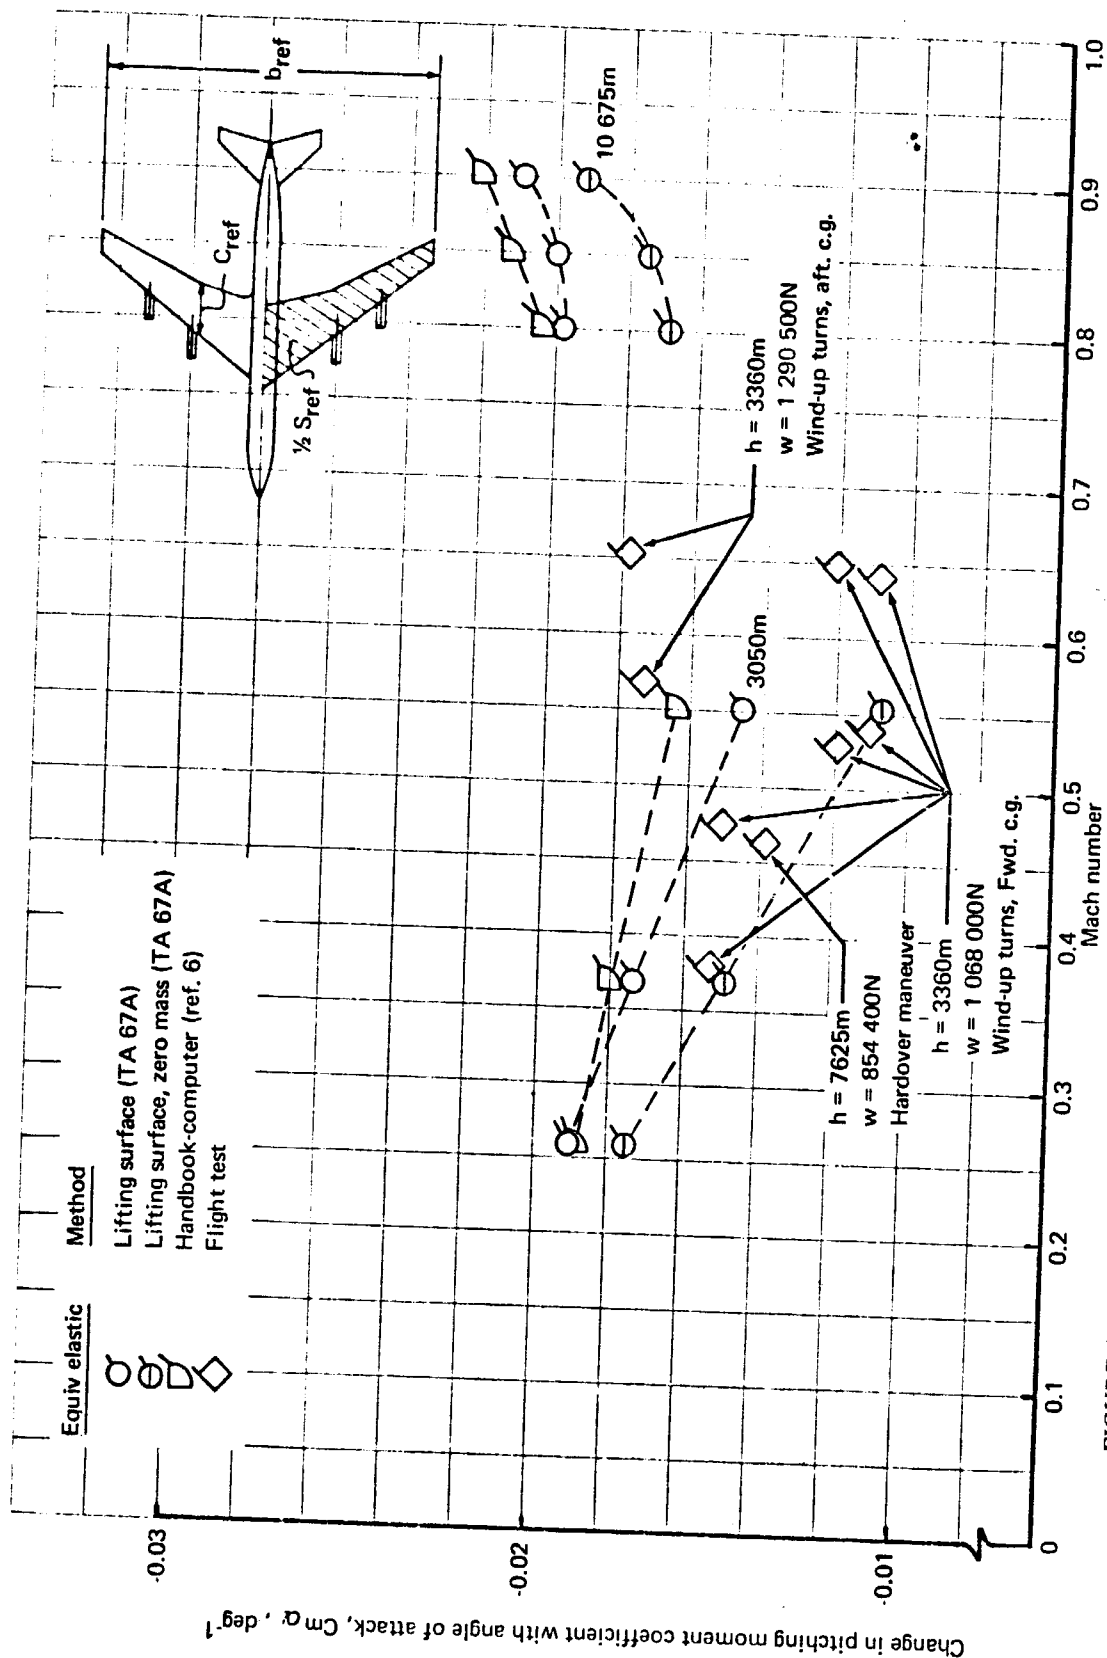 Equiv elastic
Method
Lifting surface (TA 67A)
Lifting surface, zero mass (TA 67A)
Handbook-computer (ref. 6)
Flight test
½ Sref
Cref
bref
10 675m
h = 3360m
w = 1 290 500N
Wind-up turns, aft. c.g.
3050m
h = 7625m
w = 854 400N
Hardover maneuver
h = 3360m
w = 1 068 000N
Wind-up turns, Fwd. c.g.
Change in pitching moment coefficient with angle of attack, Cmα, deg-1
-0.03
-0.02
-0.01
0
0.1
0.2
0.3
0.4
0.5
0.6
0.7
0.8
0.9
1.0
Mach number